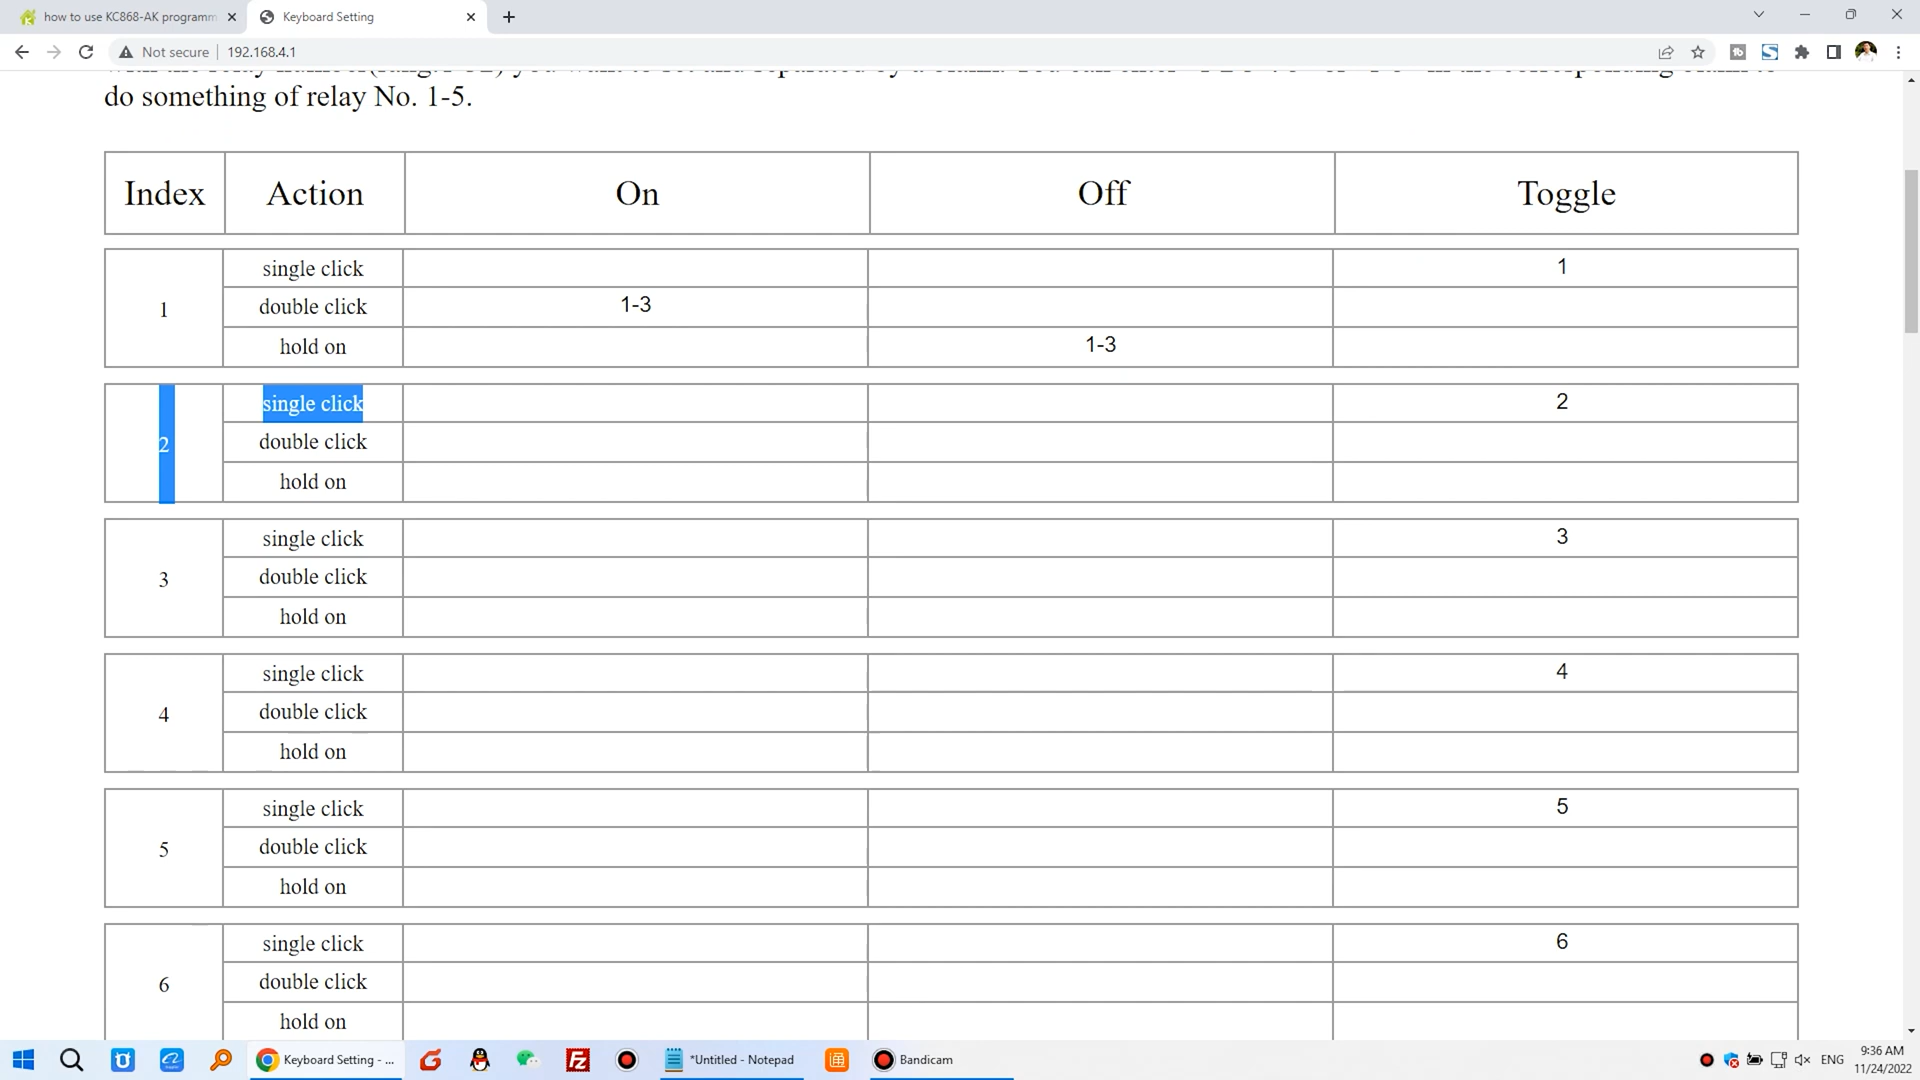 how to use KC868-AK programm
Keyboard Setting
Not secure
192.168.4.1
do something of relay No. 1-5.
Index Action On Off Toggle
1
single click 1
double click 1-3
hold on 1-3
2
single click 2
double click
hold on
3
single click 3
double click
hold on
4
single click 4
double click
hold on
5
single click 5
double click
hold on
6
single click 6
double click
hold on
Keyboard Setting - ...
*Untitled - Notepad
Bandicam
ENG
9:36 AM
11/24/2022